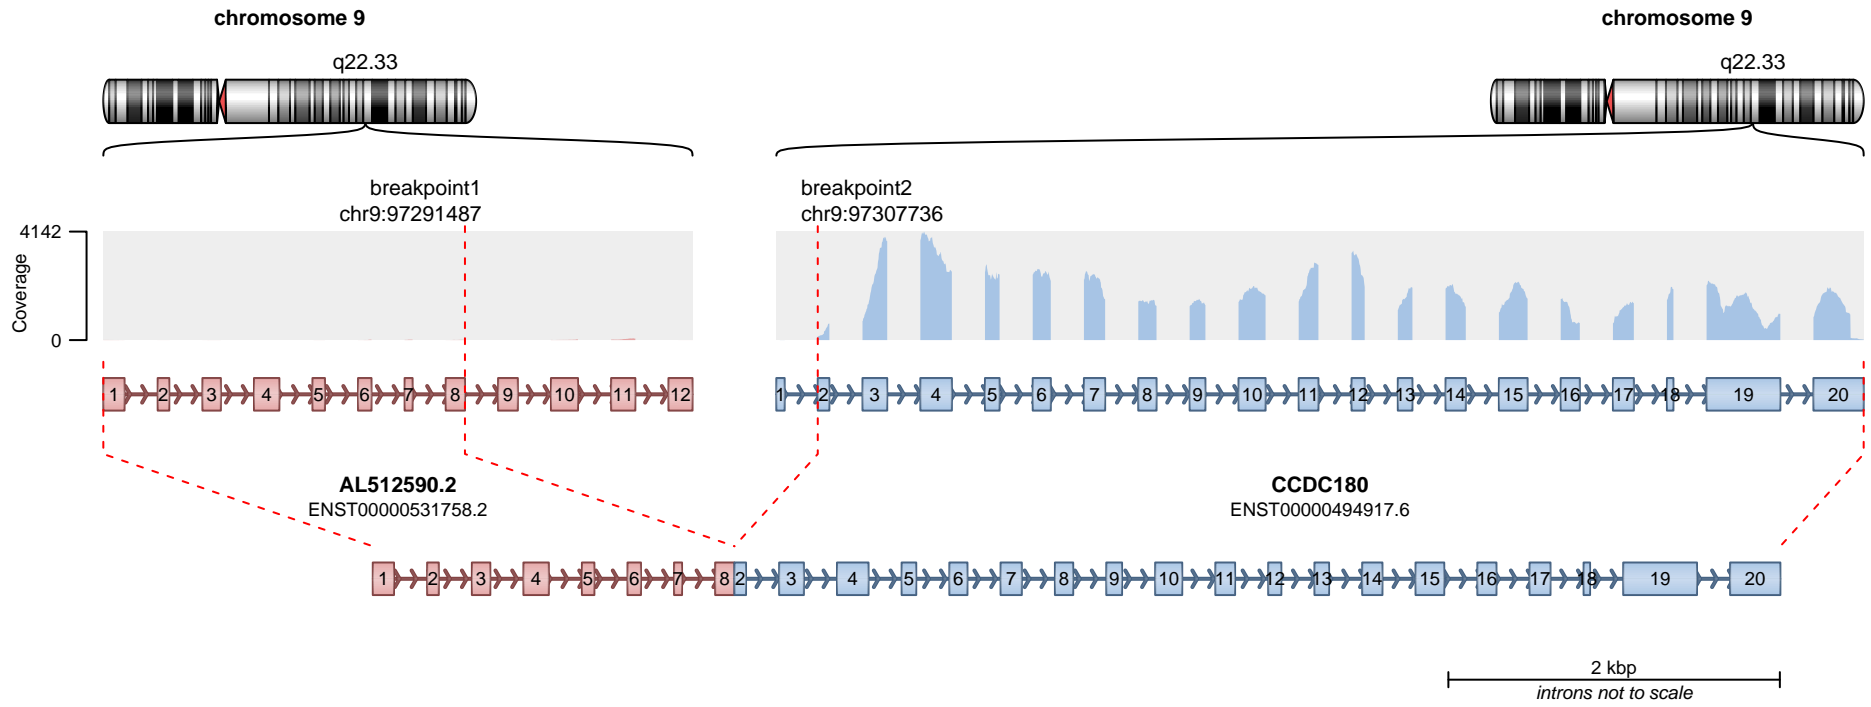 chromosome 9
chromosome 9
q22.33
q22.33
breakpoint1
chr9:97291487
breakpoint2
chr9:97307736
4142
Coverage
0
1 2 3 4 5 6 7 8 9 10 11 12
1 2 3 4 5 6 7 8 9 10 11 12 13 14 15 16 17 18 19 20
AL512590.2
ENST00000531758.2
CCDC180
ENST00000494917.6
1 2 3 4 5 6 7 8 2 3 4 5 6 7 8 9 10 11 12 13 14 15 16 17 18 19 20
2 kbp
introns not to scale